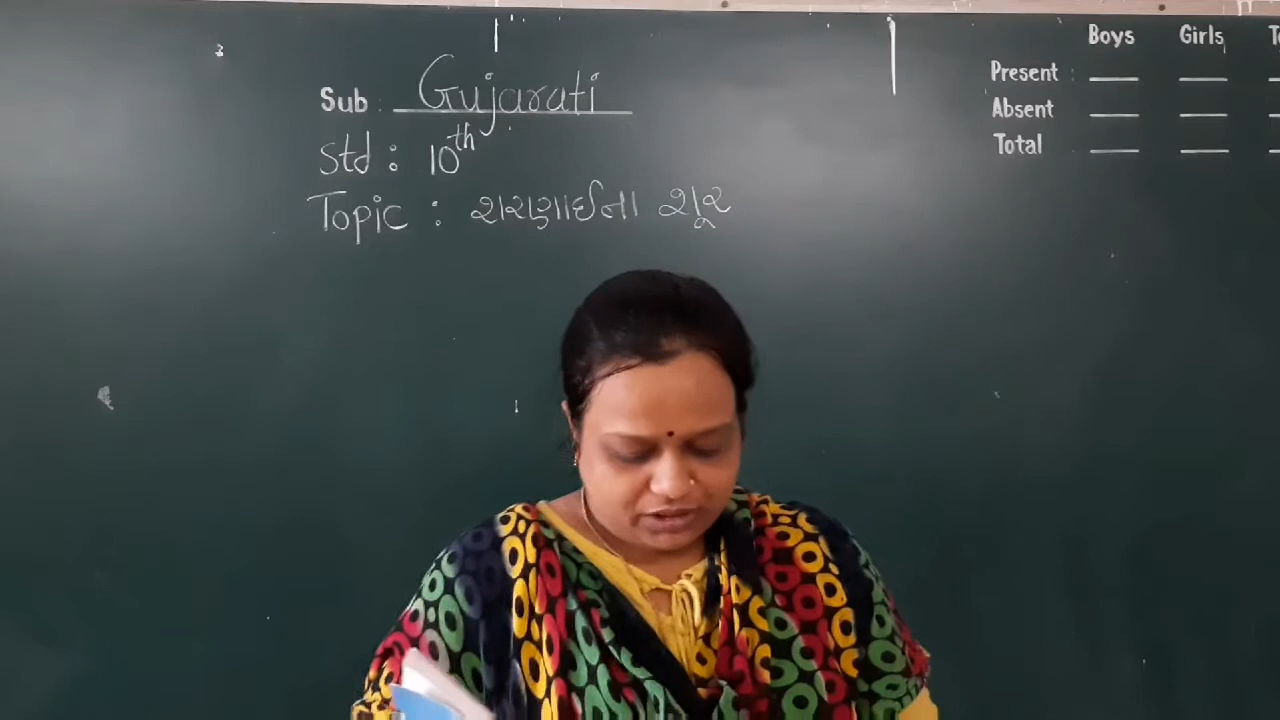 Sub : Gujarati
Std : 10th
Topic : શરણાઈના શૂર
Boys Girls
Present :
Absent
Total